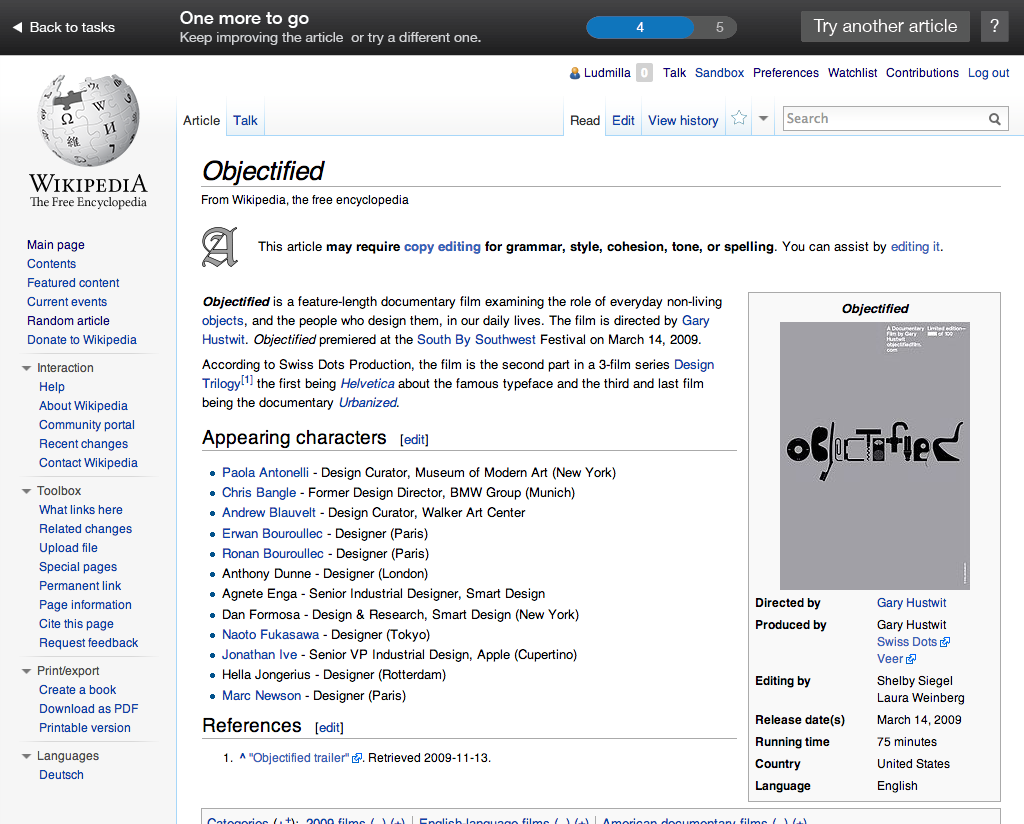 Back to tasks
One more to go
Keep improving the article or try a different one.
4
5
Try another article
?
Ludmilla 0 Talk Sandbox Preferences Watchlist Contributions Log out
WIKIPEDIA
The Free Encyclopedia
Article Talk
Read Edit View history
Search
Main page
Contents
Featured content
Current events
Random article
Donate to Wikipedia
Interaction
Help
About Wikipedia
Community portal
Recent changes
Contact Wikipedia
Toolbox
What links here
Related changes
Upload file
Special pages
Permanent link
Page information
Cite this page
Request feedback
Print/export
Create a book
Download as PDF
Printable version
Languages
Deutsch
Objectified
From Wikipedia, the free encyclopedia
This article may require copy editing for grammar, style, cohesion, tone, or spelling. You can assist by editing it.
Objectified is a feature-length documentary film examining the role of everyday non-living
objects, and the people who design them, in our daily lives. The film is directed by Gary
Hustwit. Objectified premiered at the South By Southwest Festival on March 14, 2009.
According to Swiss Dots Production, the film is the second part in a 3-film series Design
Trilogy[1] the first being Helvetica about the famous typeface and the third and last film
being the documentary Urbanized.
Appearing characters [edit]
Paola Antonelli - Design Curator, Museum of Modern Art (New York)
Chris Bangle - Former Design Director, BMW Group (Munich)
Andrew Blauvelt - Design Curator, Walker Art Center
Erwan Bouroullec - Designer (Paris)
Ronan Bouroullec - Designer (Paris)
Anthony Dunne - Designer (London)
Agnete Enga - Senior Industrial Designer, Smart Design
Dan Formosa - Design & Research, Smart Design (New York)
Naoto Fukasawa - Designer (Tokyo)
Jonathan Ive - Senior VP Industrial Design, Apple (Cupertino)
Hella Jongerius - Designer (Rotterdam)
Marc Newson - Designer (Paris)
References [edit]
1. ^ "Objectified trailer". Retrieved 2009-11-13.
Objectified
A Documentary
Film by Gary
Hustwit
objectifiedfilm.
com
Limited edition—
of 100
OBJECTIFIED
Directed by Gary Hustwit
Produced by Gary Hustwit
Swiss Dots
Veer
Editing by Shelby Siegel
Laura Weinberg
Release date(s) March 14, 2009
Running time 75 minutes
Country United States
Language English
Categories (++): 2009 films (−) (±) | English-language films (−) (±) | American documentary films (−) (±)